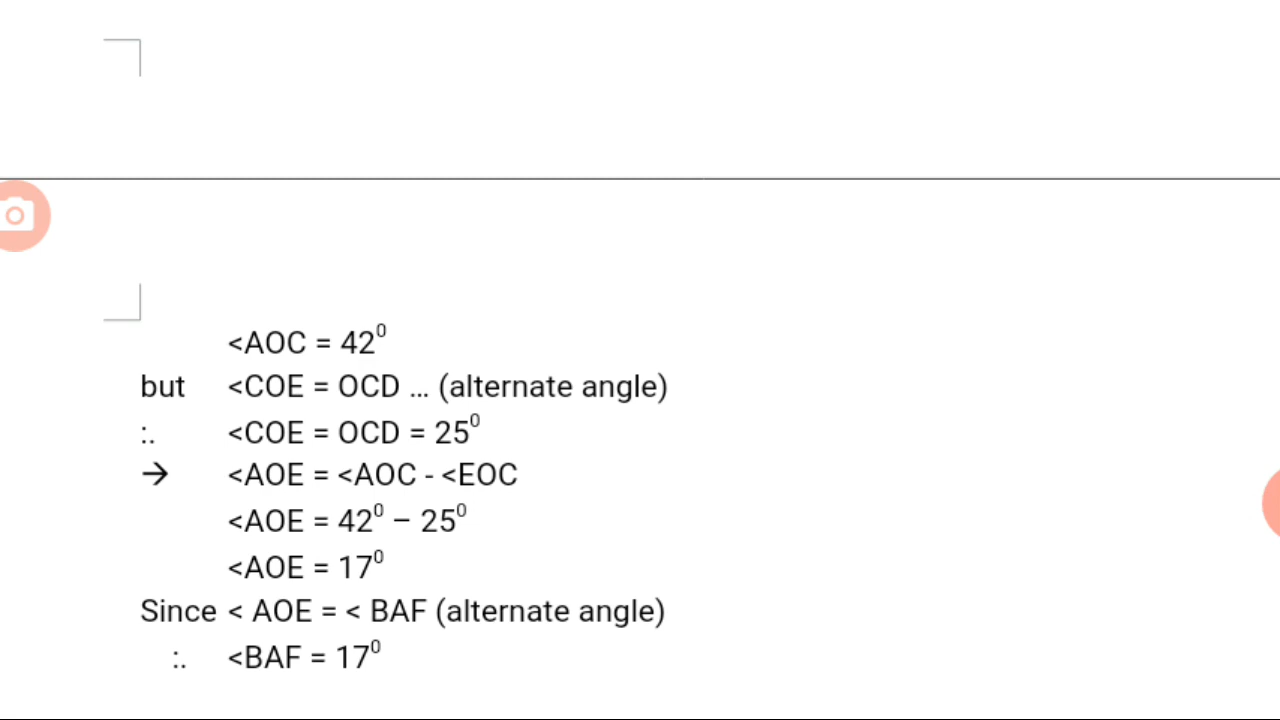 <AOC = 42⁰
but <COE = OCD ... (alternate angle)
:. <COE = OCD = 25⁰
→ <AOE = <AOC - <EOC
<AOE = 42⁰ – 25⁰
<AOE = 17⁰
Since < AOE = < BAF (alternate angle)
:. <BAF = 17⁰